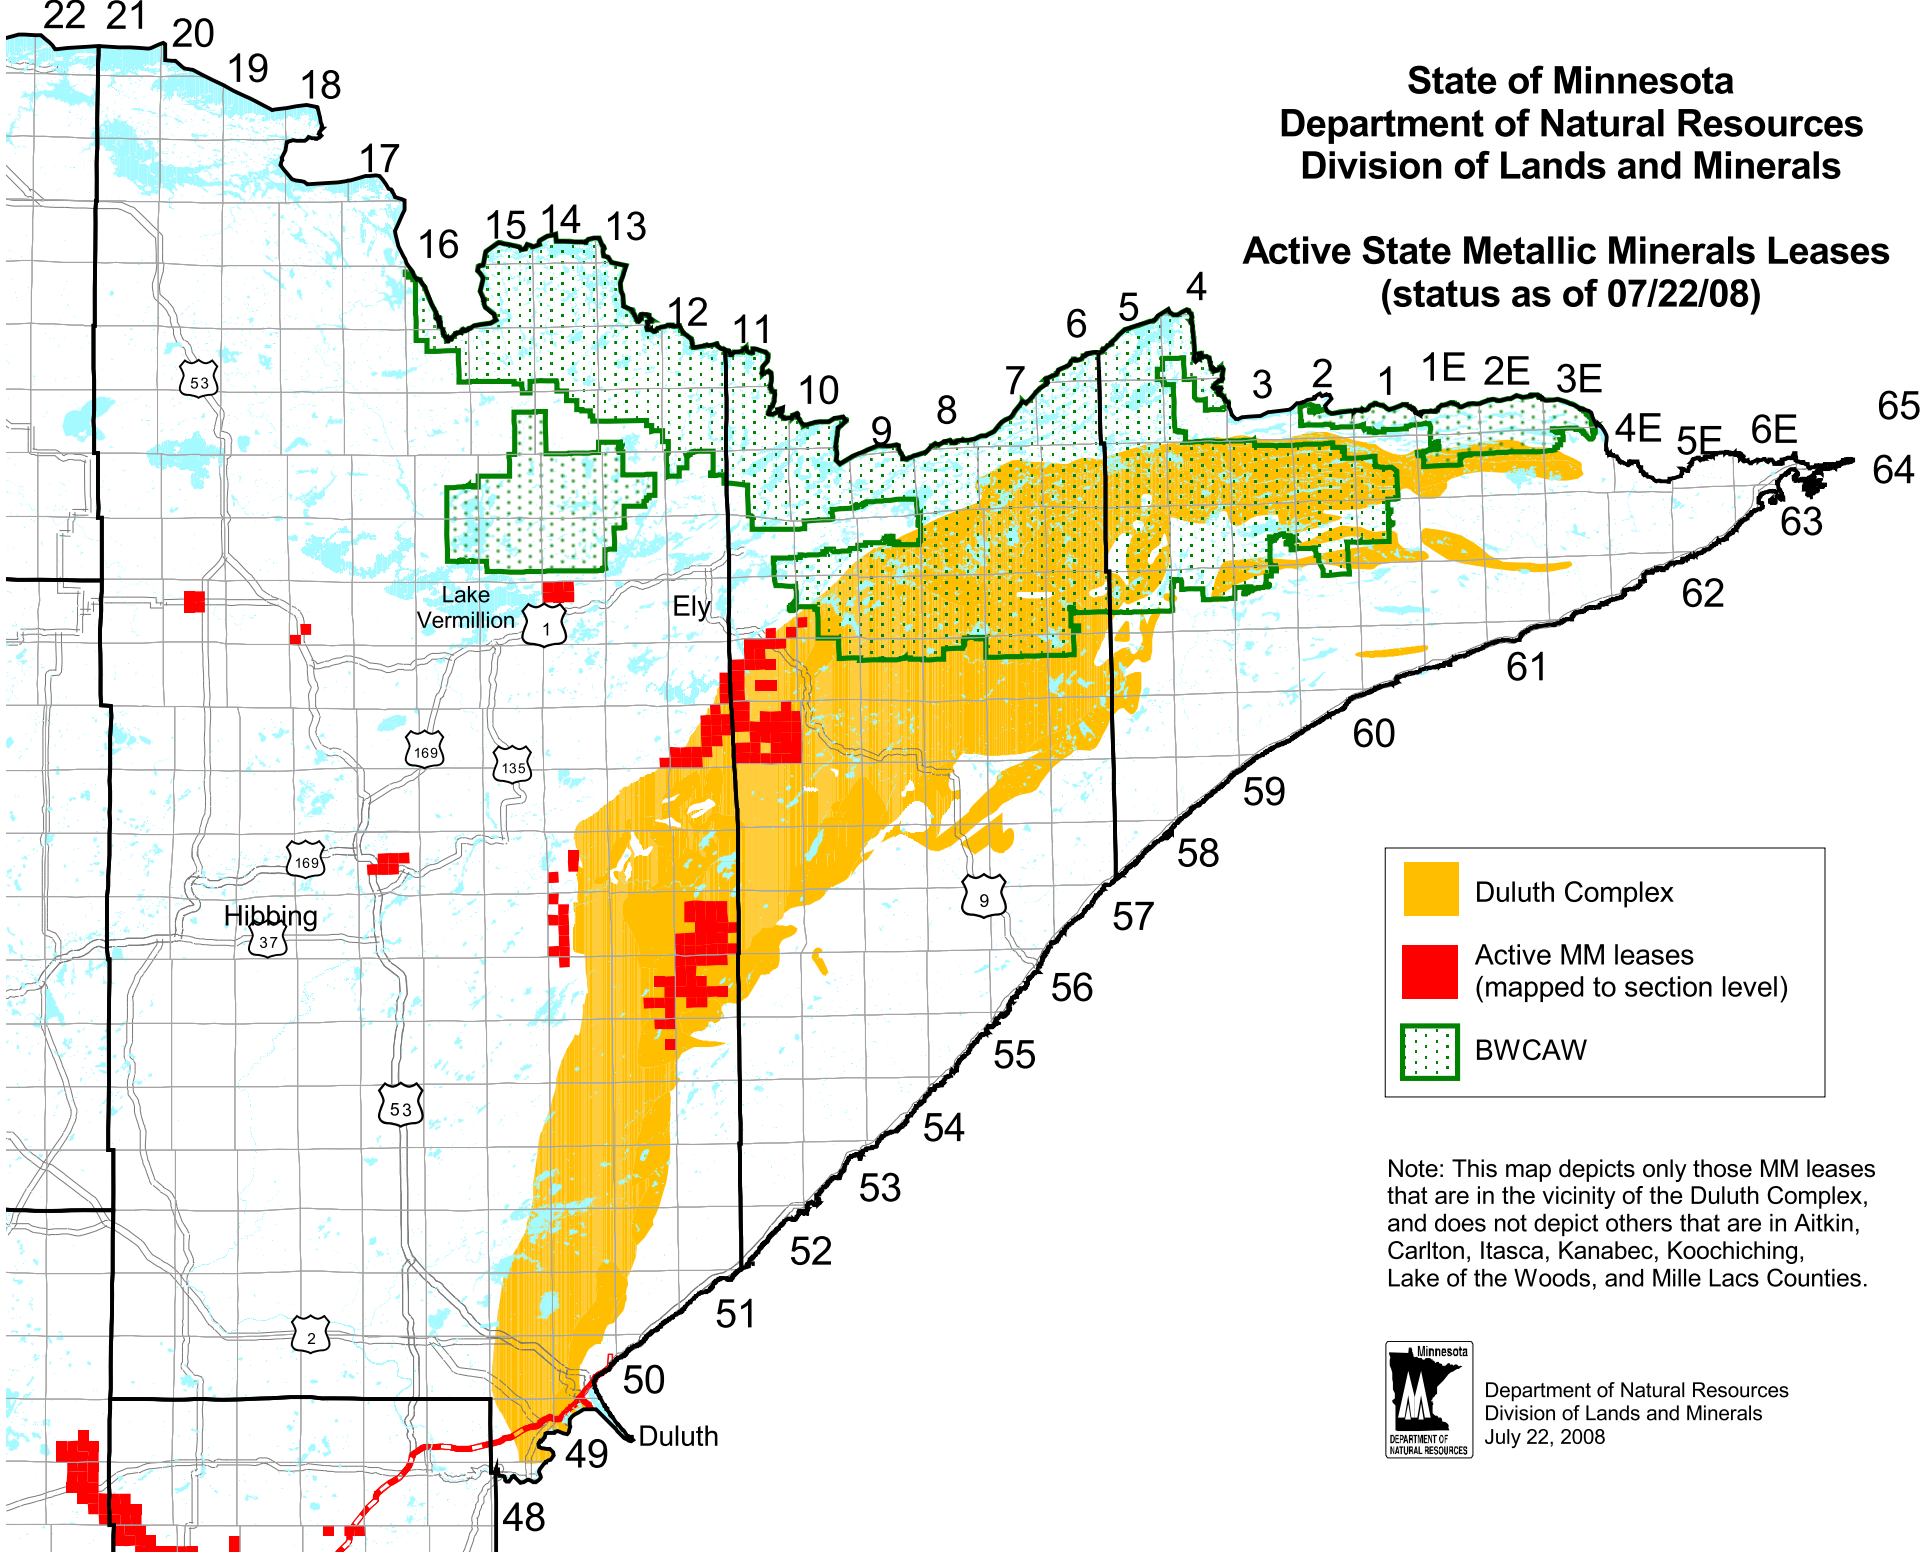 22
21
20
19
18
17
16
15
14
13
12
11
10
9
8
7
6
5
4
3
2
1
1E
2E
3E
4E
5E
6E
65
64
63
62
61
60
59
58
57
56
55
54
53
52
51
50
49
48
State of Minnesota
Department of Natural Resources
Division of Lands and Minerals
Active State Metallic Minerals Leases
(status as of 07/22/08)
53
Lake
Vermillion
1
Ely
169
135
169
Hibbing
37
9
53
2
Duluth
Duluth Complex
Active MM leases
(mapped to section level)
BWCAW
Note: This map depicts only those MM leases
that are in the vicinity of the Duluth Complex,
and does not depict others that are in Aitkin,
Carlton, Itasca, Kanabec, Koochiching,
Lake of the Woods, and Mille Lacs Counties.
Minnesota
DEPARTMENT OF
NATURAL RESOURCES
Department of Natural Resources
Division of Lands and Minerals
July 22, 2008